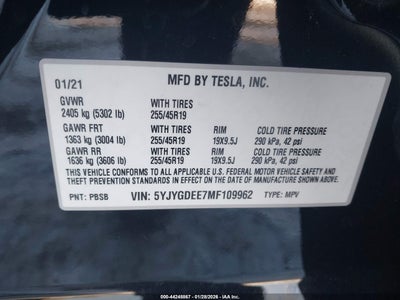 01/21 MFD BY TESLA, INC.
GVWR WITH TIRES
2405 kg (5302 lb) 255/45R19
GAWR FRT WITH TIRES RIM COLD TIRE PRESSURE
1363 kg (3004 lb) 255/45R19 19X9.5J 290 kPa, 42 psi
GAWR RR WITH TIRES RIM COLD TIRE PRESSURE
1636 kg (3606 lb) 255/45R19 19X9.5J 290 kPa, 42 psi
THIS VEHICLE CONFORMS TO ALL APPLICABLE U.S. FEDERAL MOTOR VEHICLE SAFETY AND
THEFT PREVENTION STANDARDS IN EFFECT ON THE DATE OF MANUFACTURE SHOWN ABOVE.
PNT: PBSB VIN: 5YJYGDEE7MF109962 TYPE: MPV
000-44248867 - 01/28/2026 - IAAI.COM